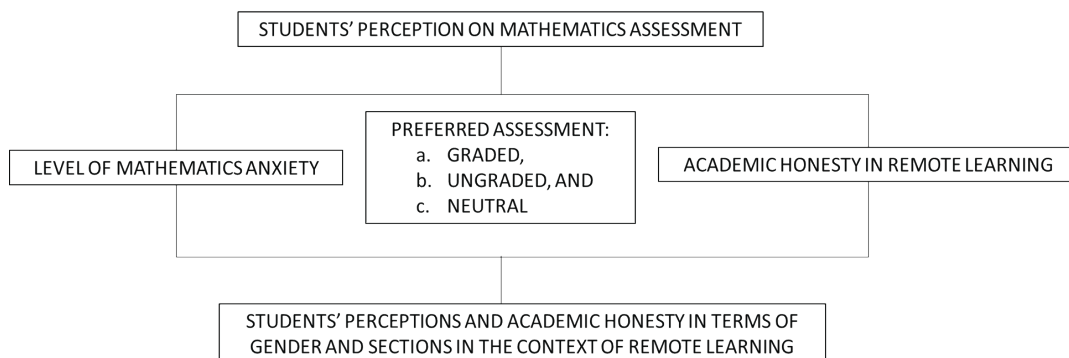 STUDENTS' PERCEPTION ON MATHEMATICS ASSESSMENT
LEVEL OF MATHEMATICS ANXIETY
PREFERRED ASSESSMENT:
a. GRADED,
b. UNGRADED, AND
c. NEUTRAL
ACADEMIC HONESTY IN REMOTE LEARNING
STUDENTS' PERCEPTIONS AND ACADEMIC HONESTY IN TERMS OF
GENDER AND SECTIONS IN THE CONTEXT OF REMOTE LEARNING